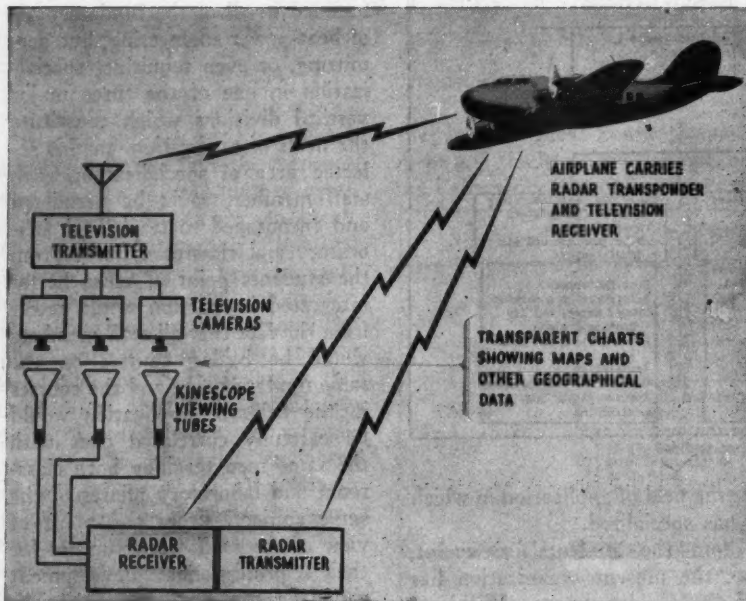 AIRPLANE CARRIES
RADAR TRANSPONDER
AND TELEVISION
RECEIVER
TELEVISION
TRANSMITTER
TELEVISION
CAMERAS
TRANSPARENT CHARTS
SHOWING MAPS AND
OTHER GEOGRAPHICAL
DATA
KINESCOPE
VIEWING
TUBES
RADAR
RECEIVER
RADAR
TRANSMITTER